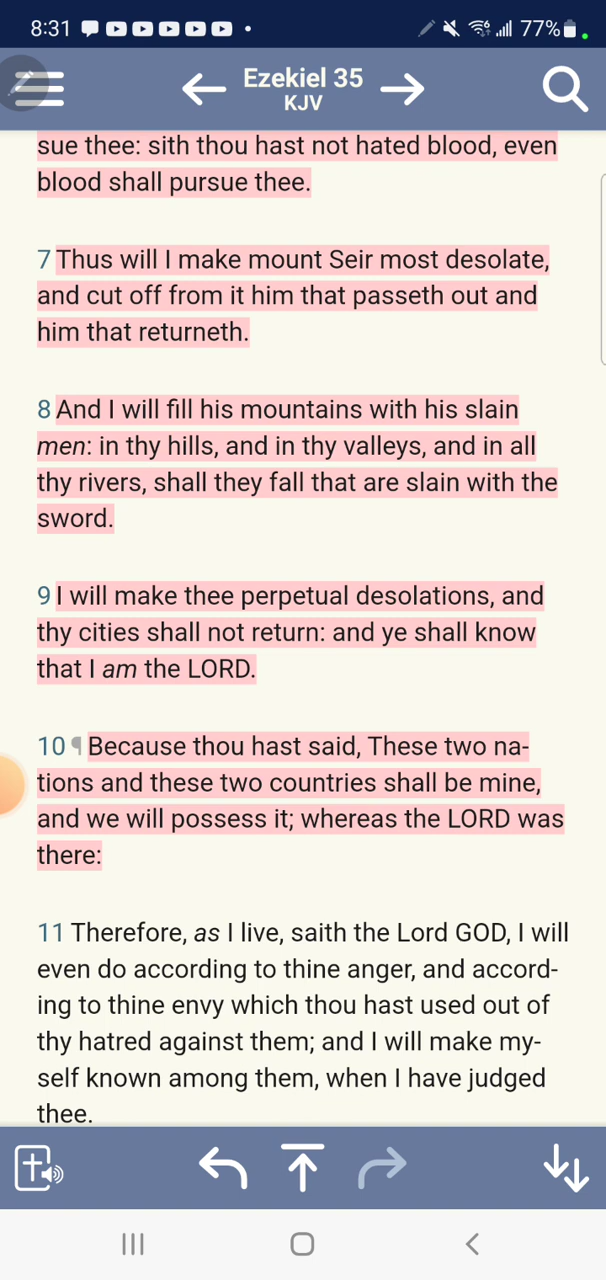 8:31
77%
Ezekiel 35
KJV
sue thee: sith thou hast not hated blood, even
blood shall pursue thee.
7 Thus will I make mount Seir most desolate,
and cut off from it him that passeth out and
him that returneth.
8 And I will fill his mountains with his slain
men: in thy hills, and in thy valleys, and in all
thy rivers, shall they fall that are slain with the
sword.
9 I will make thee perpetual desolations, and
thy cities shall not return: and ye shall know
that I am the LORD.
10 ¶ Because thou hast said, These two na-
tions and these two countries shall be mine,
and we will possess it; whereas the LORD was
there:
11 Therefore, as I live, saith the Lord GOD, I will
even do according to thine anger, and accord-
ing to thine envy which thou hast used out of
thy hatred against them; and I will make my-
self known among them, when I have judged
thee.